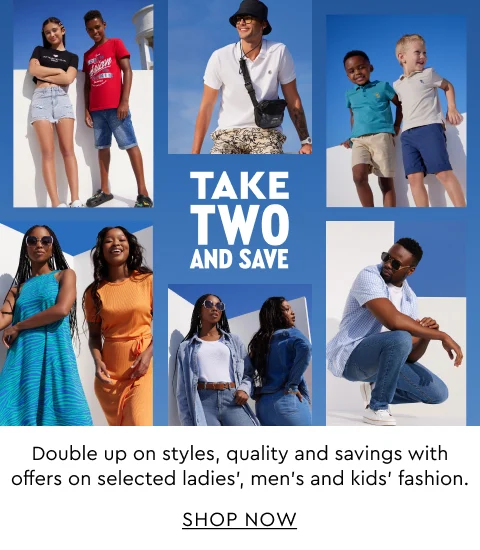 TAKE
TWO
AND SAVE
Double up on styles, quality and savings with
offers on selected ladies', men's and kids' fashion.
SHOP NOW